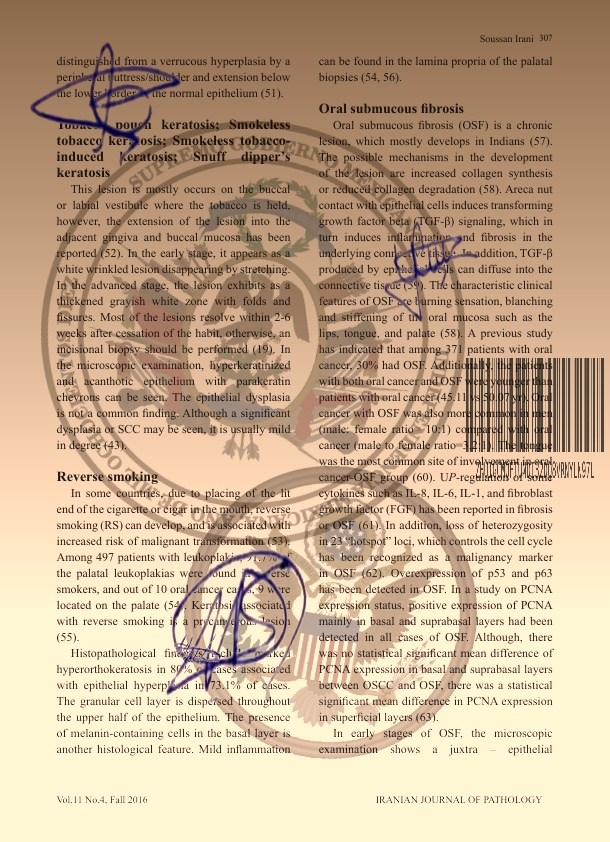 Soussan Irani 307
distinguished from a verrucous hyperplasia by a
peripheral buttress/shoulder and extension below
the lower border of the normal epithelium (51).
Tobacco pouch keratosis; Smokeless
tobacco keratosis; Smokeless tobacco-
induced keratosis; Snuff dipper's
keratosis
This lesion is mostly occurs on the buccal
or labial vestibule where the tobacco is held,
however, the extension of the lesion into the
adjacent gingiva and buccal mucosa has been
reported (52). In the early stage, it appears as a
white wrinkled lesion disappearing by stretching.
In the advanced stage, the lesion exhibits as a
thickened grayish white zone with folds and
fissures. Most of the lesions resolve within 2-6
weeks after cessation of the habit, otherwise, an
incisional biopsy should be performed (19). In
the microscopic examination, hyperkeratinized
and acanthotic epithelium with parakeratin
chevrons can be seen. The epithelial dysplasia
is not a common finding. Although a significant
dysplasia or SCC may be seen, it is usually mild
in degree (43).
Reverse smoking
In some countries, due to placing of the lit
end of the cigarette or cigar in the mouth, reverse
smoking (RS) can develop, and is associated with
increased risk of malignant transformation (53).
Among 497 patients with leukoplakia, of
the palatal leukoplakias were found in reverse
smokers, and out of 10 oral cancer cases, 9 were
located on the palate (54). Keratosis associated
with reverse smoking is a precancerous lesion
(55).
Histopathological marked
hyperorthokeratosis in 80% cases associated
with epithelial hyperplasia in 73.1% of cases.
The granular cell layer is dispersed throughout
the upper half of the epithelium. The presence
of melanin-containing cells in the basal layer is
another histological feature. Mild inflammation
can be found in the lamina propria of the palatal
biopsies (54, 56).
Oral submucous fibrosis
Oral submucous fibrosis (OSF) is a chronic
lesion, which mostly develops in Indians (57).
The possible mechanisms in the development
of the lesion are increased collagen synthesis
or reduced collagen degradation (58). Areca nut
contact with epithelial cells induces transforming
growth factor beta (TGF-β) signaling, which in
turn induces inflammation and fibrosis in the
underlying connective tissue. In addition, TGF-β
produced by epithelial cells can diffuse into the
connective tissue (59). The characteristic clinical
features of OSF are burning sensation, blanching
and stiffening of the oral mucosa such as the
lips, tongue, and palate (58). A previous study
has indicated that among 371 patients with oral
cancer, 30% had OSF. Additionally, the patients
with both oral cancer and OSF were younger than
patients with oral cancer (45.11 vs 50.07 yr). Oral
cancer with OSF was also more common in men
(male: female ratio= 10:1) compared with oral
cancer (male to female ratio= 3.2:1). The tongue
was the most common site of involvement in oral
cancer-OSF group (60). UP-regulation of some
cytokines such as IL-8, IL-6, IL-1, and fibroblast
growth factor (FGF) has been reported in fibrosis
or OSF (61). In addition, loss of heterozygosity
in 23 "hotspot" loci, which controls the cell cycle
has been recognized as a malignancy marker
in OSF (62). Overexpression of p53 and p63
has been detected in OSF. In a study on PCNA
expression status, positive expression of PCNA
mainly in basal and suprabasal layers had been
detected in all cases of OSF. Although, there
was no statistical significant mean difference of
PCNA expression in basal and suprabasal layers
between OSCC and OSF, there was a statistical
significant mean difference in PCNA expression
in superficial layers (63).
In early stages of OSF, the microscopic
examination shows a juxta – epithelial
Vol.11 No.4, Fall 2016 IRANIAN JOURNAL OF PATHOLOGY